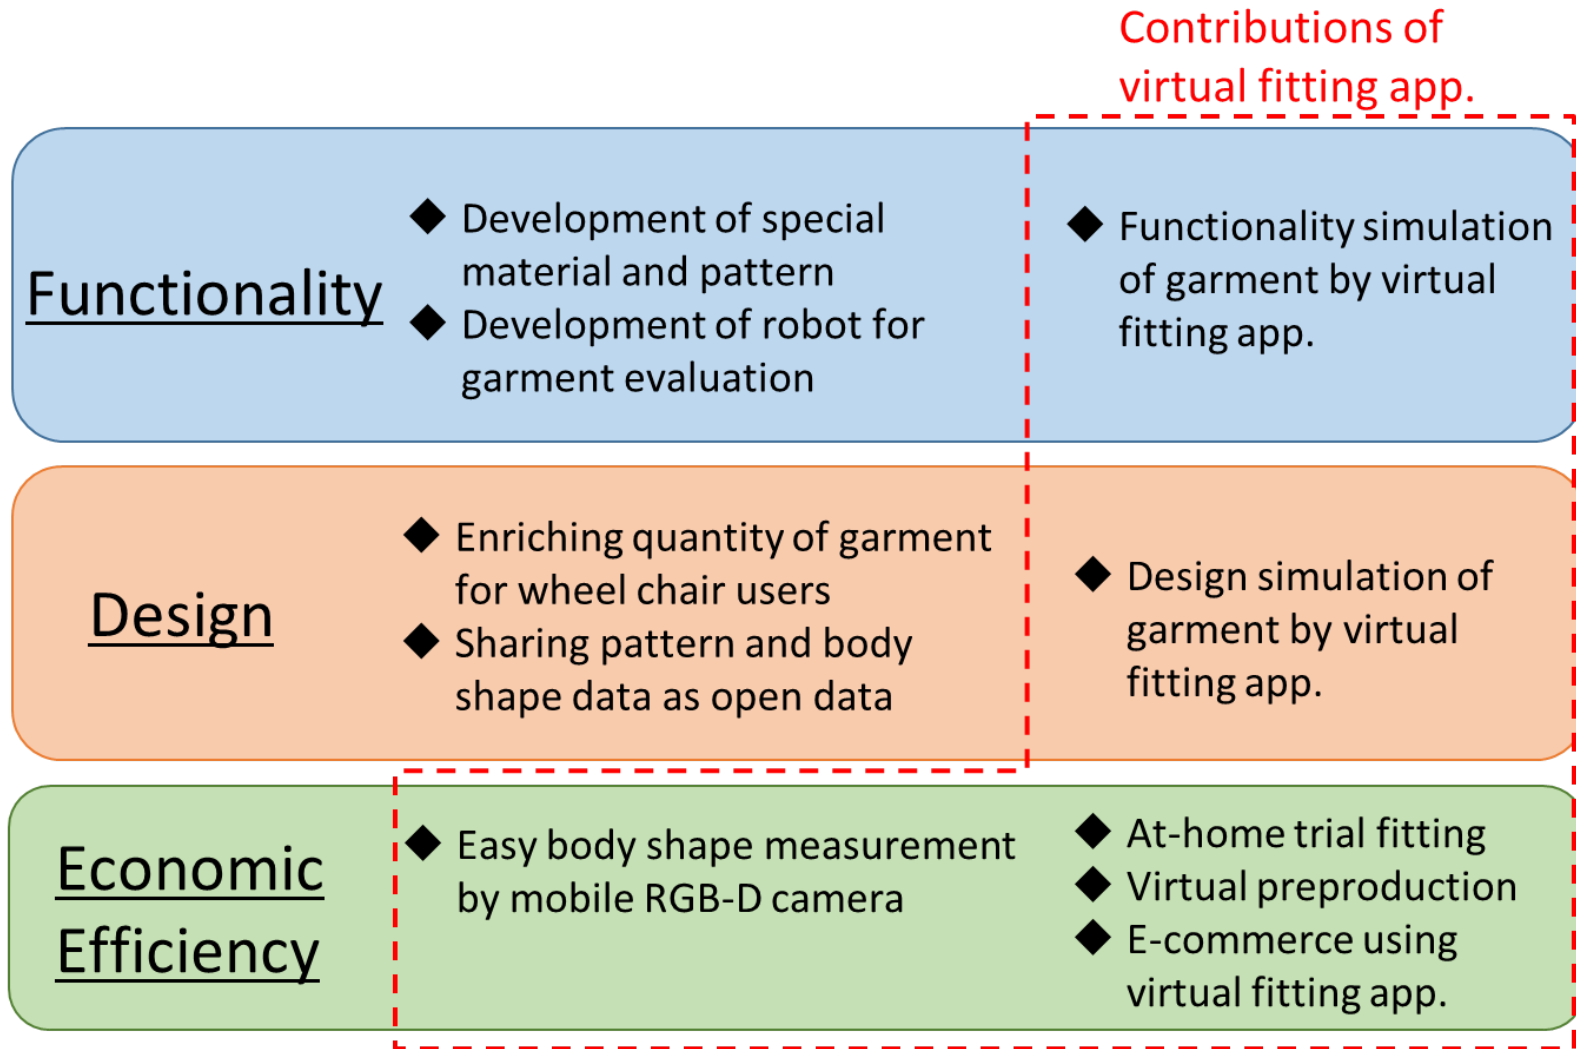 Contributions of
virtual fitting app.
Functionality
◆ Development of special
material and pattern
◆ Development of robot for
garment evaluation
◆ Functionality simulation
of garment by virtual
fitting app.
Design
◆ Enriching quantity of garment
for wheel chair users
◆ Sharing pattern and body
shape data as open data
◆ Design simulation of
garment by virtual
fitting app.
Economic
Efficiency
◆ Easy body shape measurement
by mobile RGB-D camera
◆ At-home trial fitting
◆ Virtual preproduction
◆ E-commerce using
virtual fitting app.